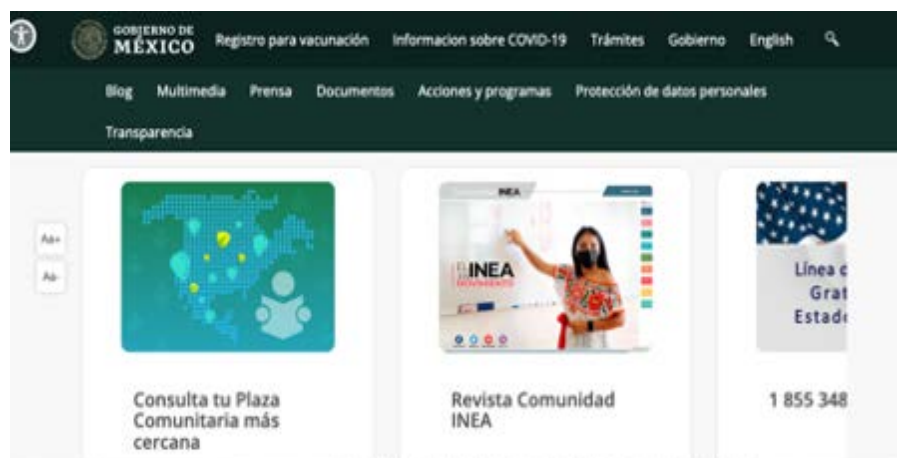 GOBIERNO DE
MÉXICO
Registro para vacunación
Informacion sobre COVID-19
Trámites
Gobierno
English
Blog
Multimedia
Prensa
Documentos
Acciones y programas
Protección de datos personales
Transparencia
Aa+
Aa-
INEA
INEA
MOVIMIENTO
Línea d
Grat
Estado
Consulta tu Plaza
Comunitaria más
cercana
Revista Comunidad
INEA
1 855 348